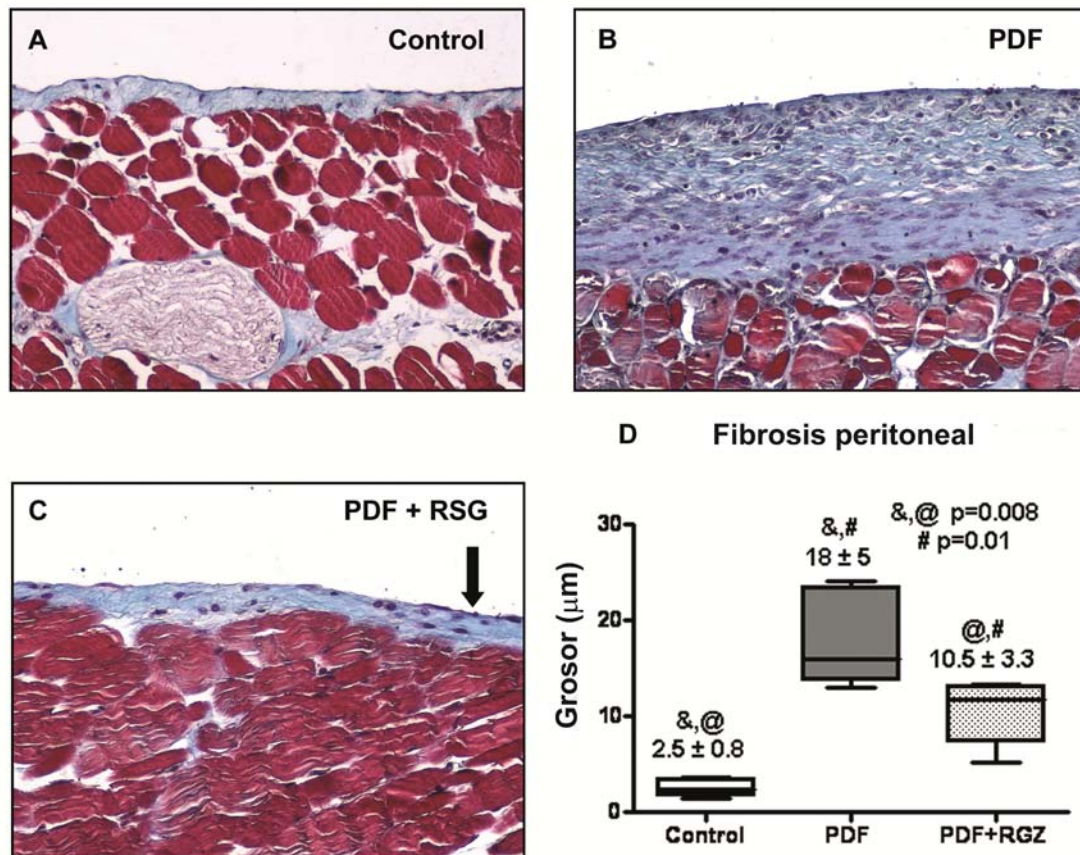 A Control
B PDF
C PDF + RSG
D Fibrosis peritoneal
Grosor (μm)
30
20
10
0
&,@ p=0.008
# p=0.01
&,@
2.5 ± 0.8
&,#
18 ± 5
@,#
10.5 ± 3.3
Control PDF PDF+RGZ